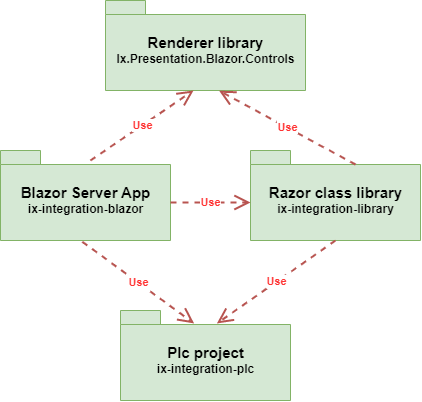 Renderer library
Ix.Presentation.Blazor.Controls
Use
Use
Blazor Server App
ix-integration-blazor
Use
Razor class library
ix-integration-library
Use
Use
Plc project
ix-integration-plc